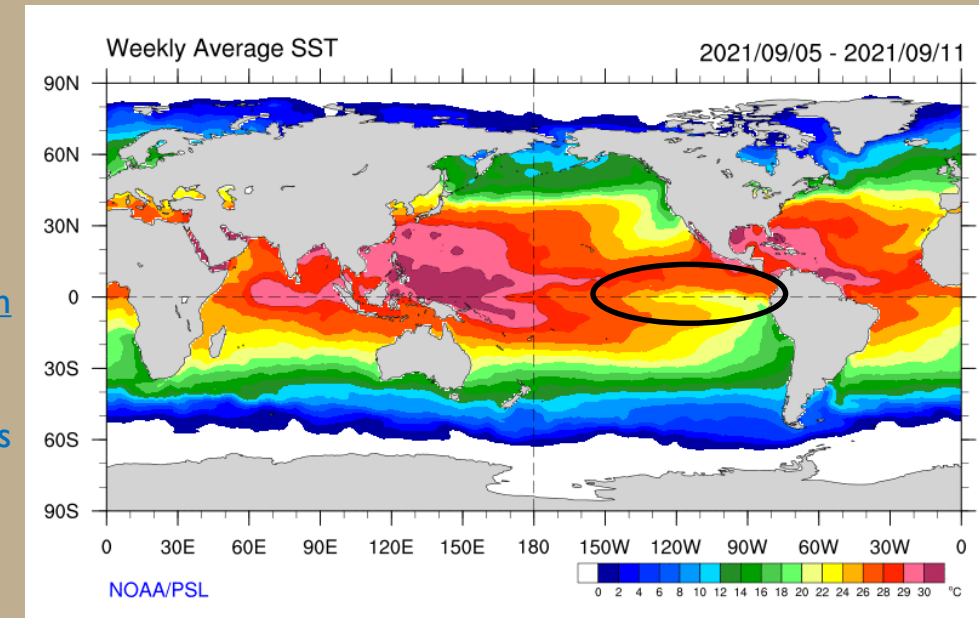 Weekly Average SST 2021/09/05 - 2021/09/11
90N
60N
30N
0
30S
60S
90S
0 30E 60E 90E 120E 150E 180 150W 120W 90W 60W 30W 0
0 2 4 6 8 10 12 14 16 18 20 22 24 26 28 29 30 °C
NOAA/PSL
n
s